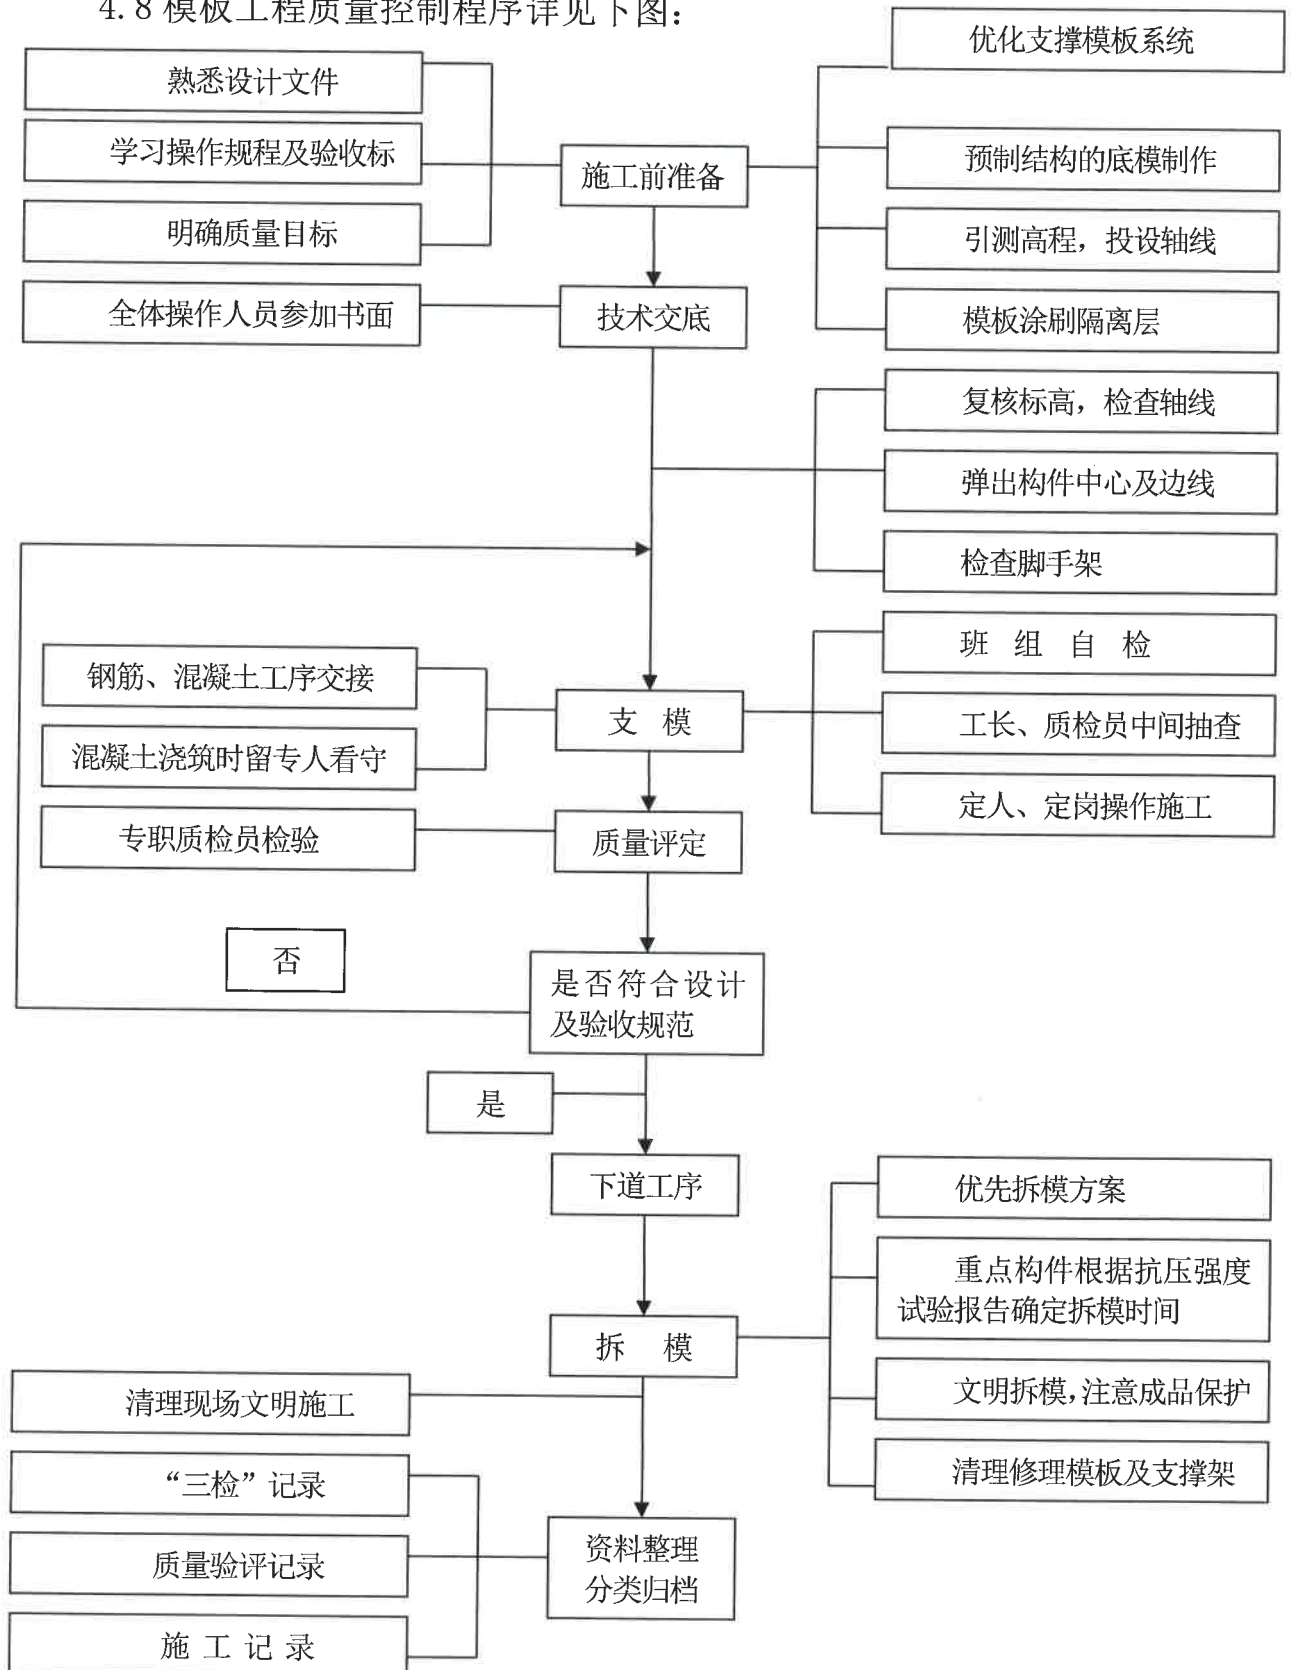 4.8模板工程质量控制程序详见下图：
优化支撑模板系统
熟悉设计文件
学习操作规程及验收标
施工前准备
预制结构的底模制作
明确质量目标
引测高程，投设轴线
全体操作人员参加书面
技术交底
模板涂刷隔离层
复核标高，检查轴线
弹出构件中心及边线
检查脚手架
班 组 自 检
钢筋、混凝土工序交接
支 模
工长、质检员中间抽查
混凝土浇筑时留专人看守
定人、定岗操作施工
专职质检员检验
质量评定
否
是否符合设计
及验收规范
是
下道工序
优先拆模方案
重点构件根据抗压强度
试验报告确定拆模时间
拆 模
文明拆模，注意成品保护
清理现场文明施工
清理修理模板及支撑架
“三检”记录
资料整理
分类归档
质量验评记录
施 工 记 录